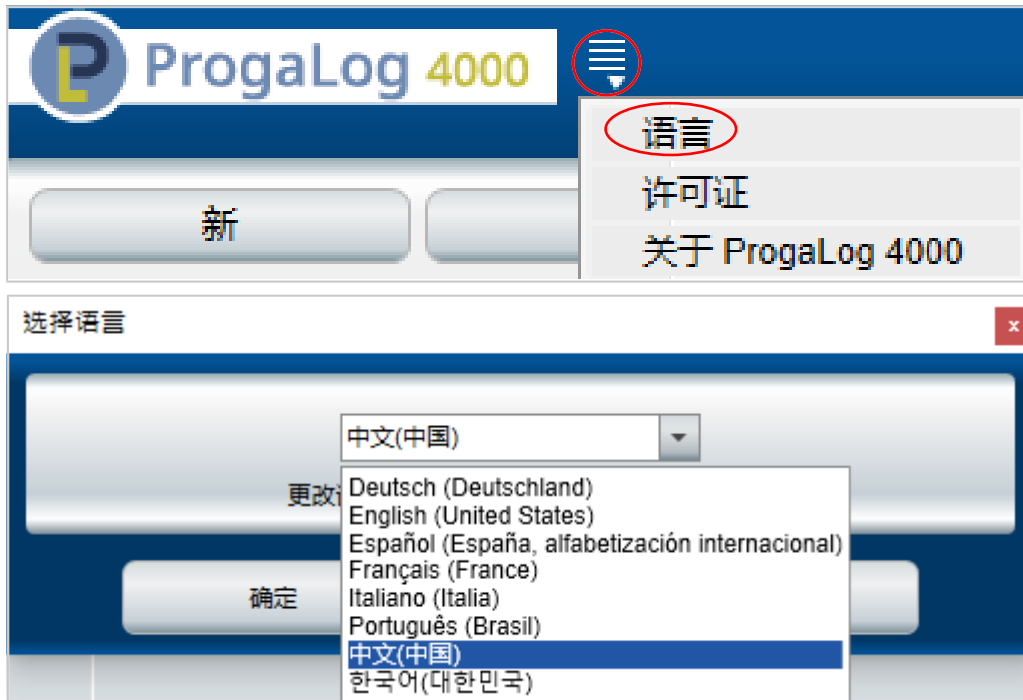 ProgaLog 4000
语言
许可证
关于 ProgaLog 4000
新
选择语言
x
中文(中国)
更改
Deutsch (Deutschland)
English (United States)
Español (España, alfabetización internacional)
Français (France)
Italiano (Italia)
Português (Brasil)
中文(中国)
한국어(대한민국)
确定